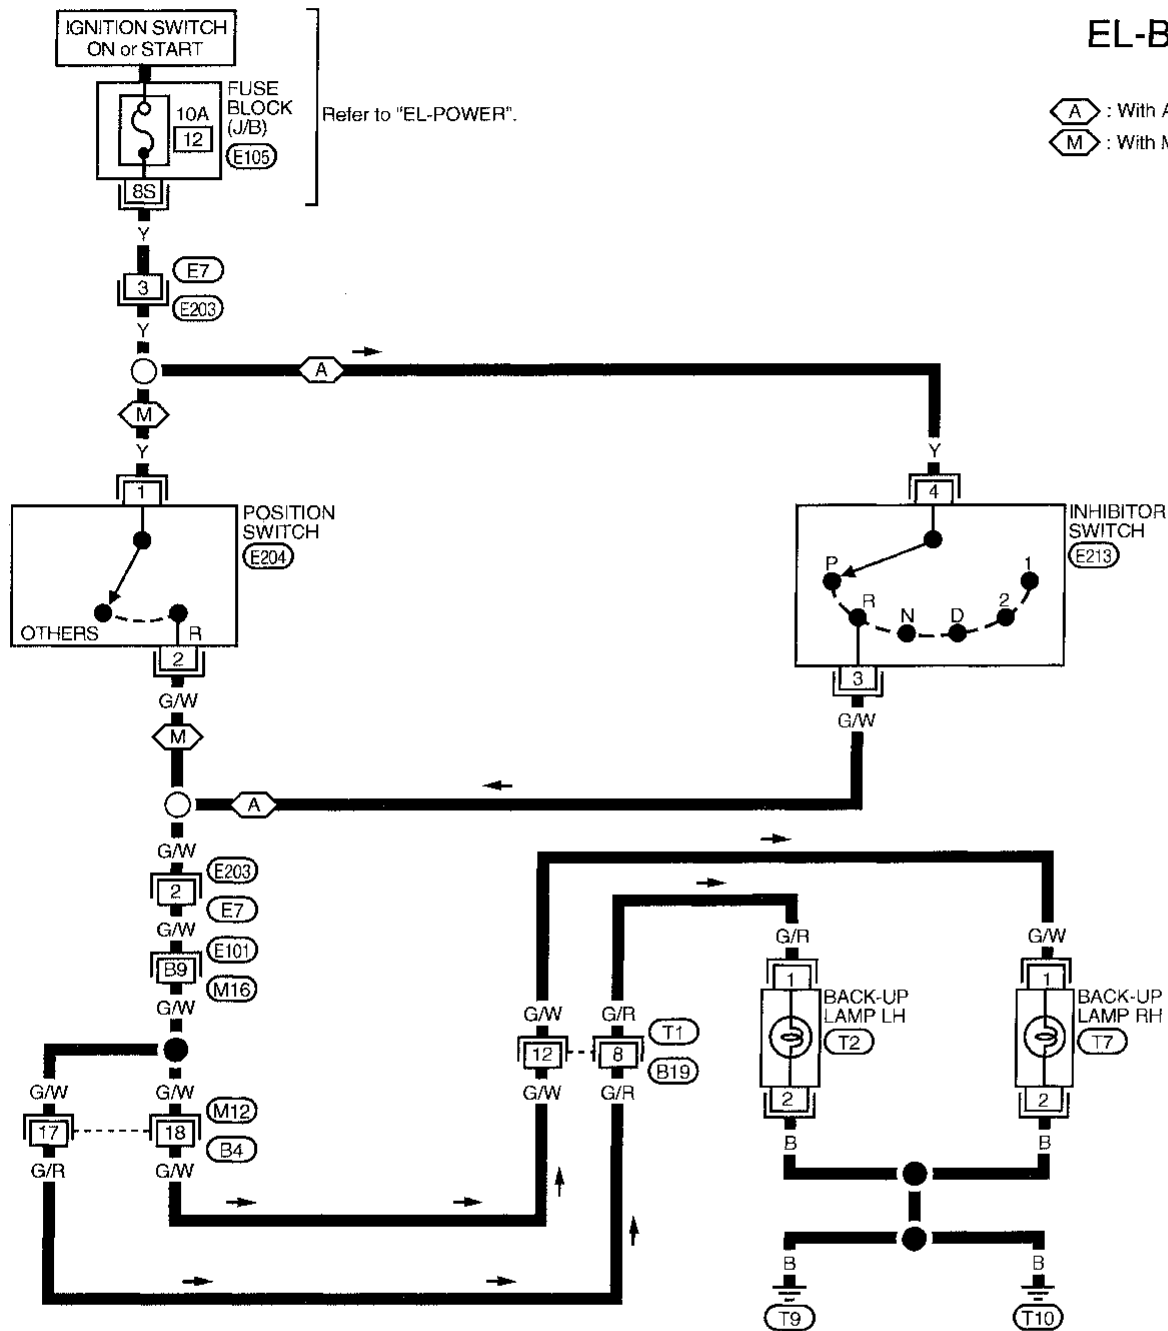 IGNITION SWITCH
ON or START
EL-B
FUSE
BLOCK
(J/B)
10A
12
E105
Refer to "EL-POWER".
A : With A
M : With M
8S
Y
E7
3
E203
Y
A
M
Y
Y
1
4
POSITION
SWITCH
E204
INHIBITOR
SWITCH
E213
P
R
N
D
2
1
OTHERS
R
2
3
G/W
G/W
M
A
G/W
E203
2
E7
G/W
E101
B9
M16
G/W
G/R
G/W
1
1
BACK-UP
LAMP LH
T2
BACK-UP
LAMP RH
T7
G/W
G/R
T1
12
8
B19
G/W
G/R
2
2
G/W
G/W
M12
17
18
B4
G/R
G/W
B
B
B
B
T9
T10